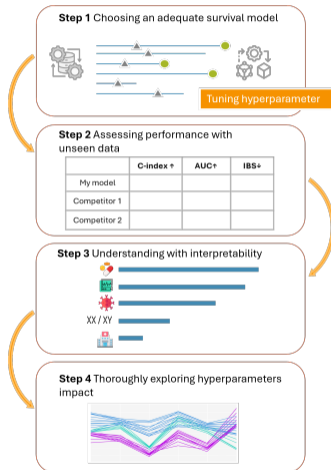 Step 1 Choosing an adequate survival model
Tuning hyperparameter
Step 2 Assessing performance with
unseen data
C-index ↑ AUC↑ IBS↓
My model
Competitor 1
Competitor 2
Step 3 Understanding with interpretability
XX / XY
Step 4 Thoroughly exploring hyperparameters
impact